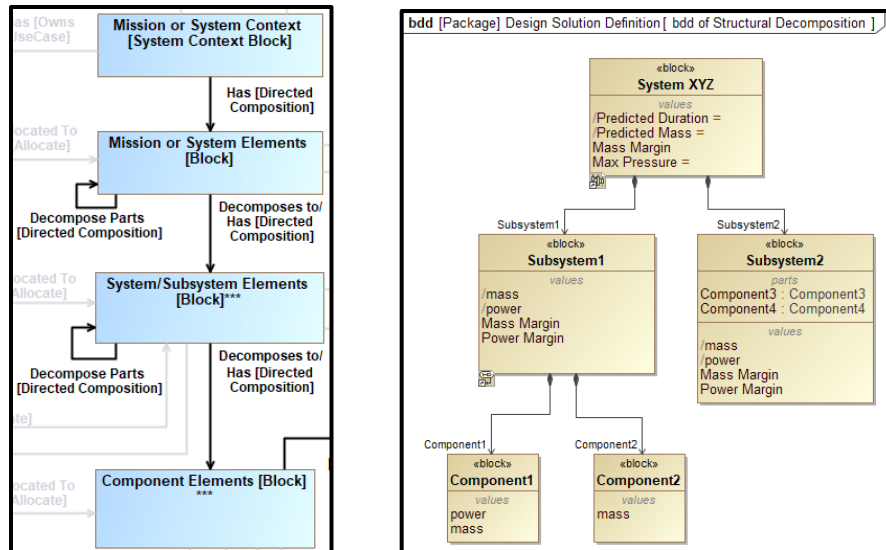 as [Owns
UseCase]
Mission or System Context
[System Context Block]
Has [Directed
Composition]
ocated To
Allocate]
Mission or System Elements
[Block]
Decompose Parts
[Directed Composition]
Decomposes to/
Has [Directed
Composition]
located To
[Allocate]
System/Subsystem Elements
[Block]***
Decompose Parts
[Directed Composition]
Decomposes to/
Has [Directed
Composition]
te]
Component Elements [Block]
***
ocated To
Allocate]
bdd [Package] Design Solution Definition [ bdd of Structural Decomposition ]
«block»
System XYZ
values
/Predicted Duration =
/Predicted Mass =
Mass Margin
Max Pressure =
Subsystem1
«block»
Subsystem1
values
/mass
/power
Mass Margin
Power Margin
Subsystem2
«block»
Subsystem2
parts
Component3 : Component3
Component4 : Component4
values
/mass
/power
Mass Margin
Power Margin
Component1
«block»
Component1
values
power
mass
Component2
«block»
Component2
values
mass